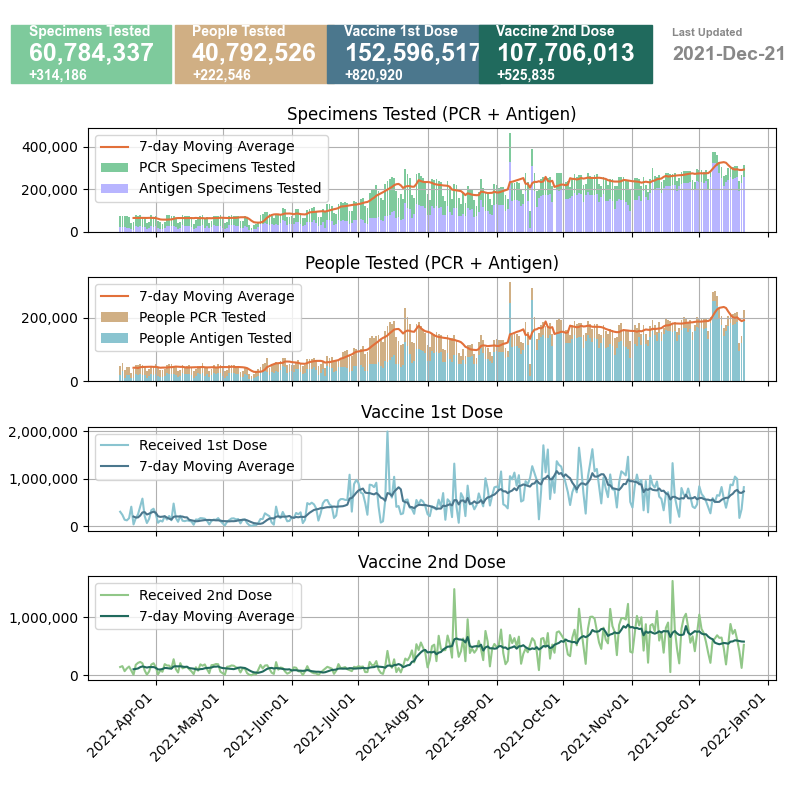 Specimens Tested
60,784,337
+314,186
People Tested
40,792,526
+222,546
Vaccine 1st Dose
152,596,517
+820,920
Vaccine 2nd Dose
107,706,013
+525,835
Last Updated
2021-Dec-21
Specimens Tested (PCR + Antigen)
400,000
200,000
0
7-day Moving Average
PCR Specimens Tested
Antigen Specimens Tested
People Tested (PCR + Antigen)
200,000
0
7-day Moving Average
People PCR Tested
People Antigen Tested
Vaccine 1st Dose
2,000,000
1,000,000
0
Received 1st Dose
7-day Moving Average
Vaccine 2nd Dose
1,000,000
0
Received 2nd Dose
7-day Moving Average
2021-Apr-01
2021-May-01
2021-Jun-01
2021-Jul-01
2021-Aug-01
2021-Sep-01
2021-Oct-01
2021-Nov-01
2021-Dec-01
2022-Jan-01